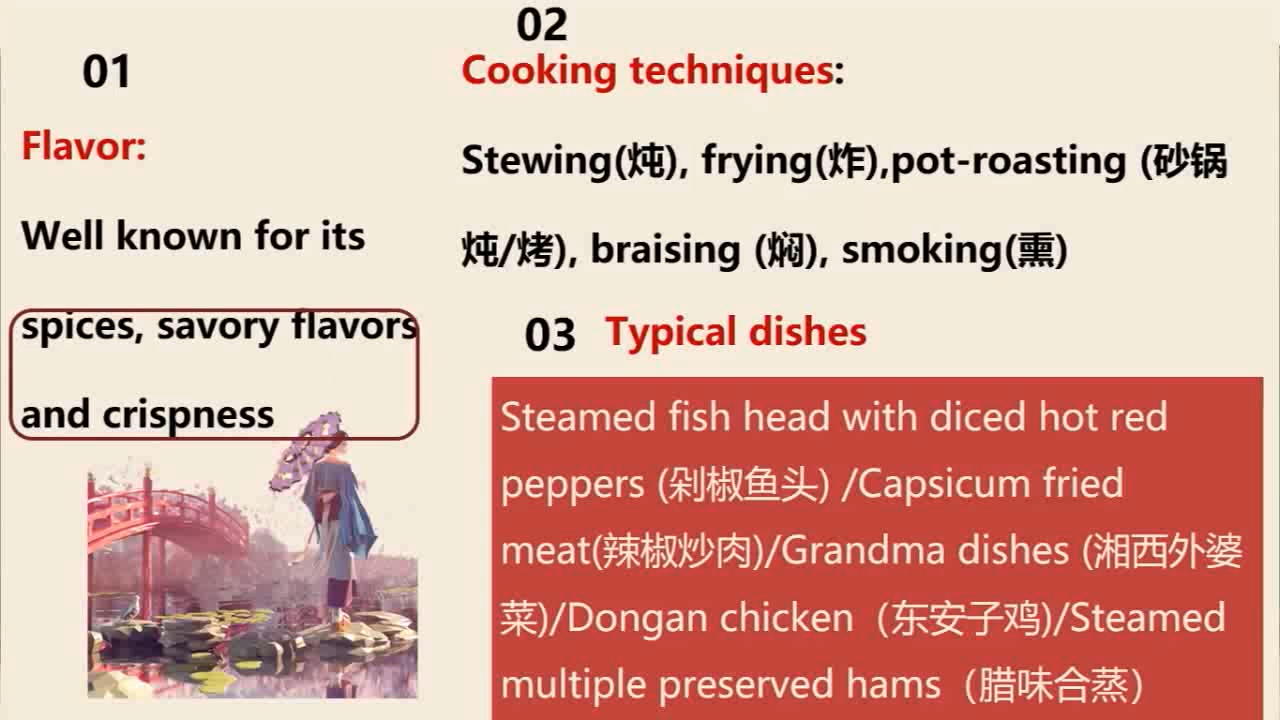 01
Flavor:
Well known for its
spices, savory flavors
and crispness
02
Cooking techniques:
Stewing(炖), frying(炸),pot-roasting (砂锅
炖/烤), braising (焖), smoking(熏)
03 Typical dishes
Steamed fish head with diced hot red
peppers (剁椒鱼头) /Capsicum fried
meat(辣椒炒肉)/Grandma dishes (湘西外婆
菜)/Dongan chicken（东安子鸡)/Steamed
multiple preserved hams（腊味合蒸）